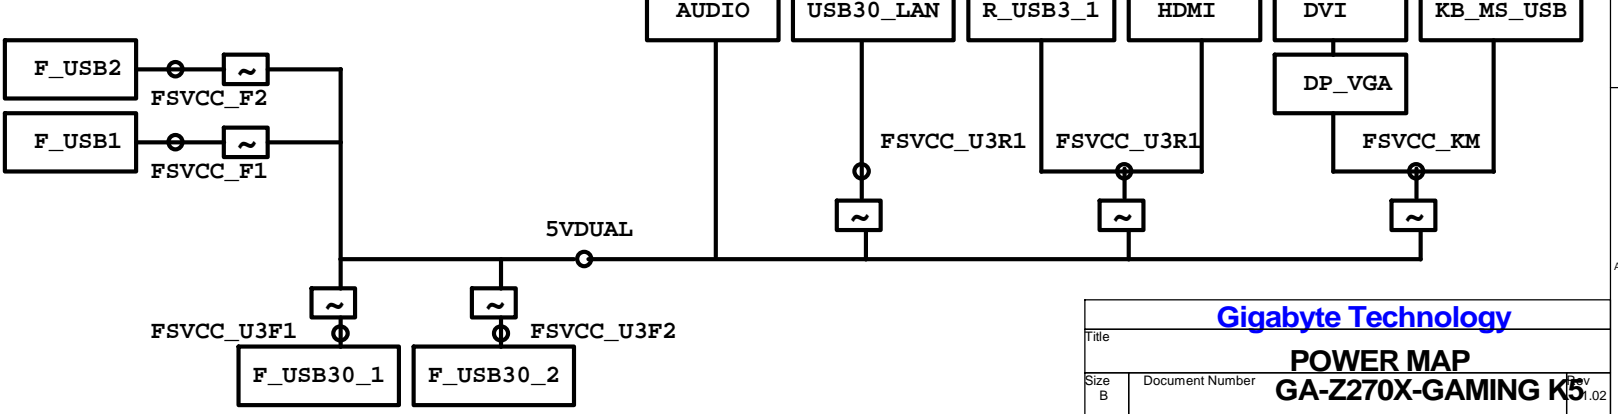 AUDIO USB30_LAN R_USB3_1 HDMI DVI KB_MS_USB
F_USB2
DP_VGA
FSVCC_F2
F_USB1
FSVCC_U3R1 FSVCC_U3R1 FSVCC_KM
FSVCC_F1
~
~
~
~
~
5VDUAL
~
~
FSVCC_U3F1 FSVCC_U3F2
F_USB30_1 F_USB30_2
Gigabyte Technology
Title
POWER MAP
Size
B
Document Number
GA-Z270X-GAMING K5
Rev
1.02
A